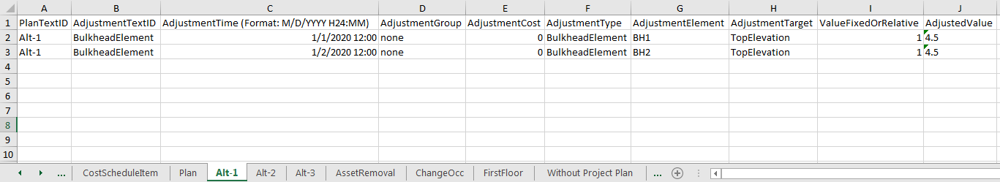 A B C D E F G H I J
1 PlanTextID AdjustmentTextID AdjustmentTime (Format: M/D/YYYY H24:MM) AdjustmentGroup AdjustmentCost AdjustmentType AdjustmentElement AdjustmentTarget ValueFixedOrRelative AdjustedValue
2 Alt-1 BulkheadElement 1/1/2020 12:00 none 0 BulkheadElement BH1 TopElevation 1 4.5
3 Alt-1 BulkheadElement 1/2/2020 12:00 none 0 BulkheadElement BH2 TopElevation 1 4.5
4
5
6
7
8
9
10
... CostScheduleItem Plan Alt-1 Alt-2 Alt-3 AssetRemoval ChangeOcc FirstFloor Without Project Plan ...